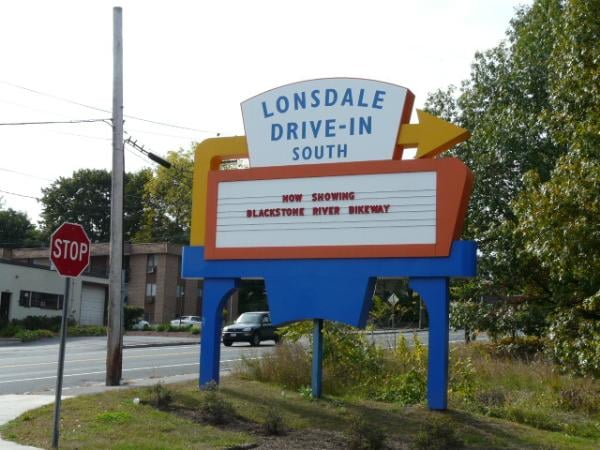 LONSDALE
DRIVE-IN
SOUTH
NOW SHOWING
BLACKSTONE RIVER BIKEWAY
STOP